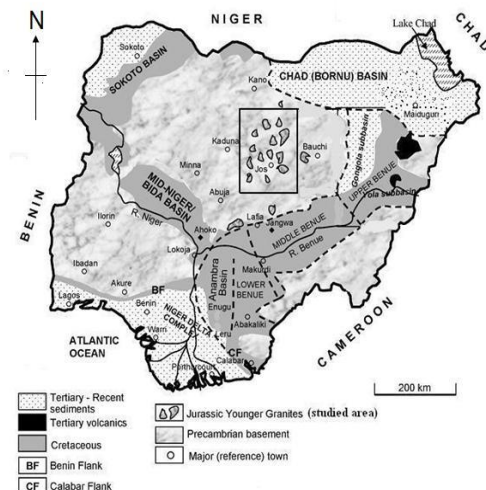 NIGER
N
Lake Chad
CHAD
Sokoto
SOKOTO BASIN
CHAD (BORNU) BASIN
Kano
Maiduguri
Kaduna
Bauchi
Jos
Gongola subbasin
Minna
UPPER BENUE
Yola subbasin
MID-NIGER/
BIDA BASIN
Abuja
BENIN
R. Niger
Ilorin
Ahoko
Lafia
Jangwa
MIDDLE BENUE
R. Benue
Lokoja
Ibadan
Makurdi
Anambra
Basin
LOWER
BENUE
Akure
BF
Enugu
Lagos
Benin
Abakaliki
NIGER DELTA
COMPLEX
Warri
Leru
CAMEROON
ATLANTIC
OCEAN
CF
Calabar
Portharcourt
200 km
Tertiary - Recent
sediments
Tertiary volcanics
Cretaceous
BF Benin Flank
CF Calabar Flank
Jurassic Younger Granites (studied area)
Precambrian basement
Major (reference) town